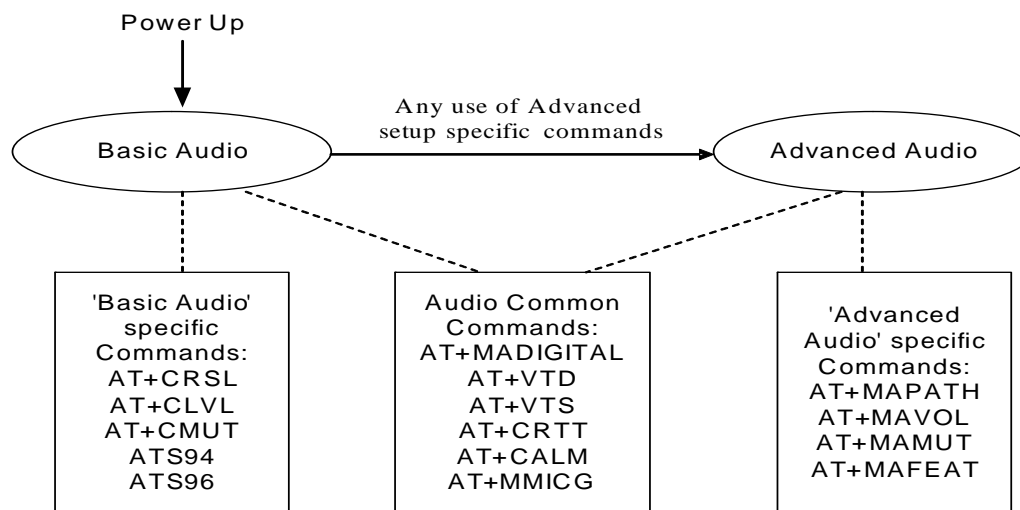 Power Up
Any use of Advanced
setup specific commands
Basic Audio
Advanced Audio
'Basic Audio'
specific
Commands:
AT+CRSL
AT+CLVL
AT+CMUT
ATS94
ATS96
Audio Common
Commands:
AT+MADIGITAL
AT+VTD
AT+VTS
AT+CRTT
AT+CALM
AT+MMICG
'Advanced
Audio' specific
Commands:
AT+MAPATH
AT+MAVOL
AT+MAMUT
AT+MAFEAT